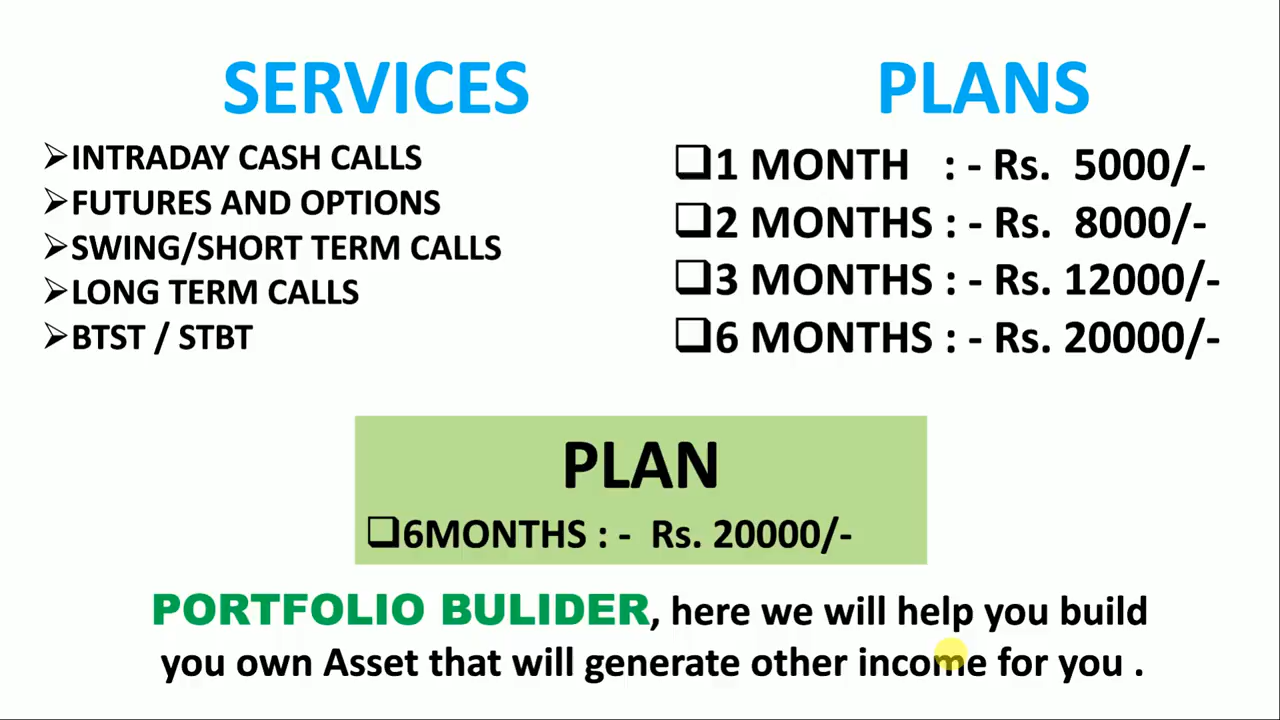 SERVICES
➢INTRADAY CASH CALLS
➢FUTURES AND OPTIONS
➢SWING/SHORT TERM CALLS
➢LONG TERM CALLS
➢BTST / STBT
PLANS
❑1 MONTH : - Rs. 5000/-
❑2 MONTHS : - Rs. 8000/-
❑3 MONTHS : - Rs. 12000/-
❑6 MONTHS : - Rs. 20000/-
PLAN
❑6MONTHS : - Rs. 20000/-
PORTFOLIO BULIDER, here we will help you build
you own Asset that will generate other income for you .